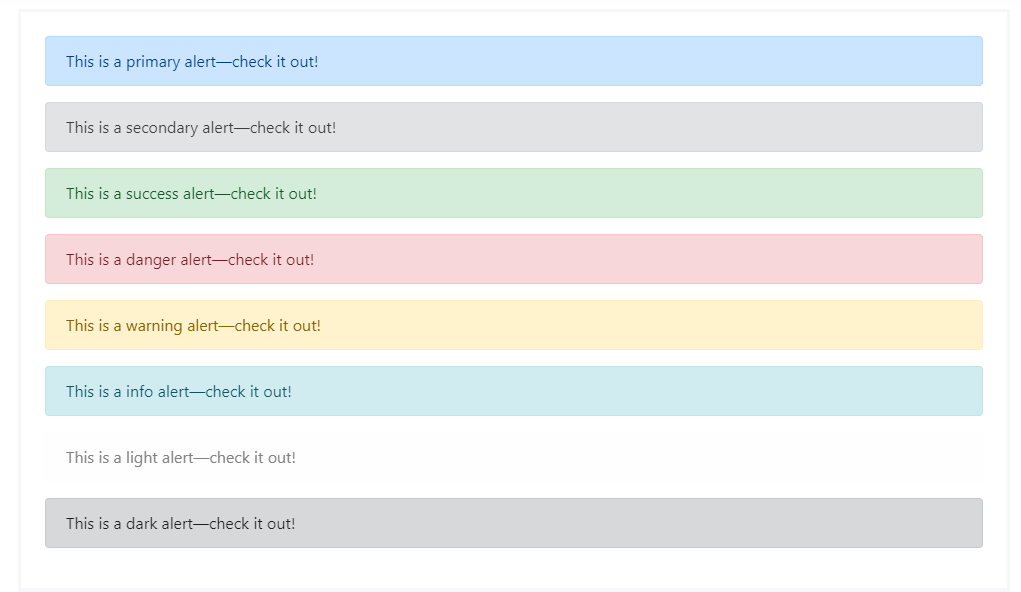 This is a primary alert—check it out!
This is a secondary alert—check it out!
This is a success alert—check it out!
This is a danger alert—check it out!
This is a warning alert—check it out!
This is a info alert—check it out!
This is a light alert—check it out!
This is a dark alert—check it out!